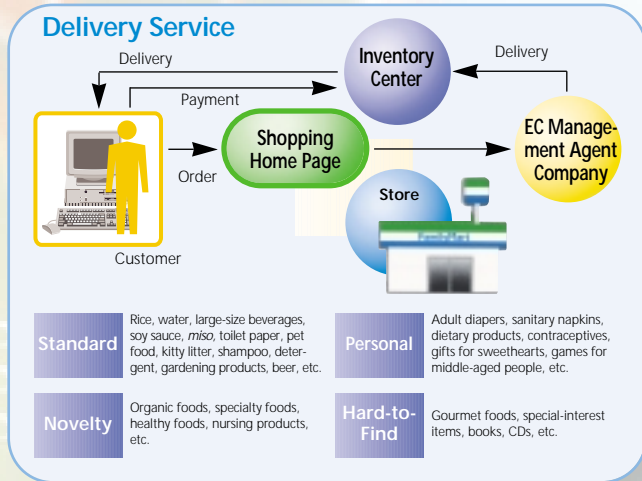 Delivery Service
Delivery
Inventory
Center
Delivery
Payment
Shopping
Home Page
EC Manage-
ment Agent
Company
Order
Store
FamilyMart
Customer
Standard
Rice, water, large-size beverages,
soy sauce, miso, toilet paper, pet
food, kitty litter, shampoo, deter-
gent, gardening products, beer, etc.
Personal
Adult diapers, sanitary napkins,
dietary products, contraceptives,
gifts for sweethearts, games for
middle-aged people, etc.
Novelty
Organic foods, specialty foods,
healthy foods, nursing products,
etc.
Hard-to-
Find
Gourmet foods, special-interest
items, books, CDs, etc.